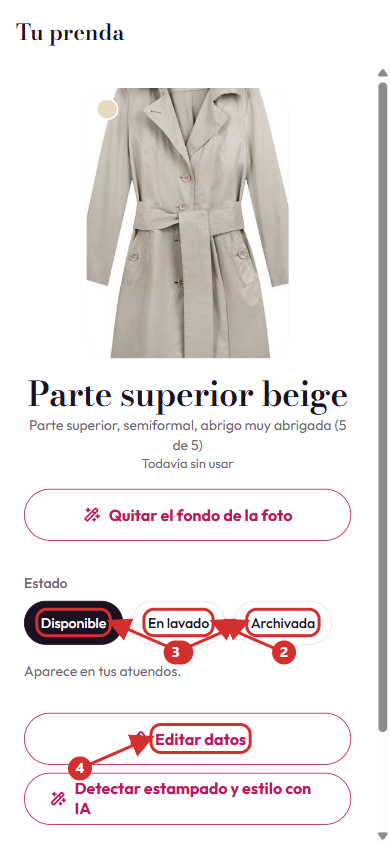 Tu prenda
Parte superior beige
Parte superior, semiformal, abrigo muy abrigada (5
de 5)
Todavía sin usar
Quitar el fondo de la foto
Estado
Disponible
En lavado
Archivada
3
2
Aparece en tus atuendos.
Editar datos
4
Detectar estampado y estilo con
IA